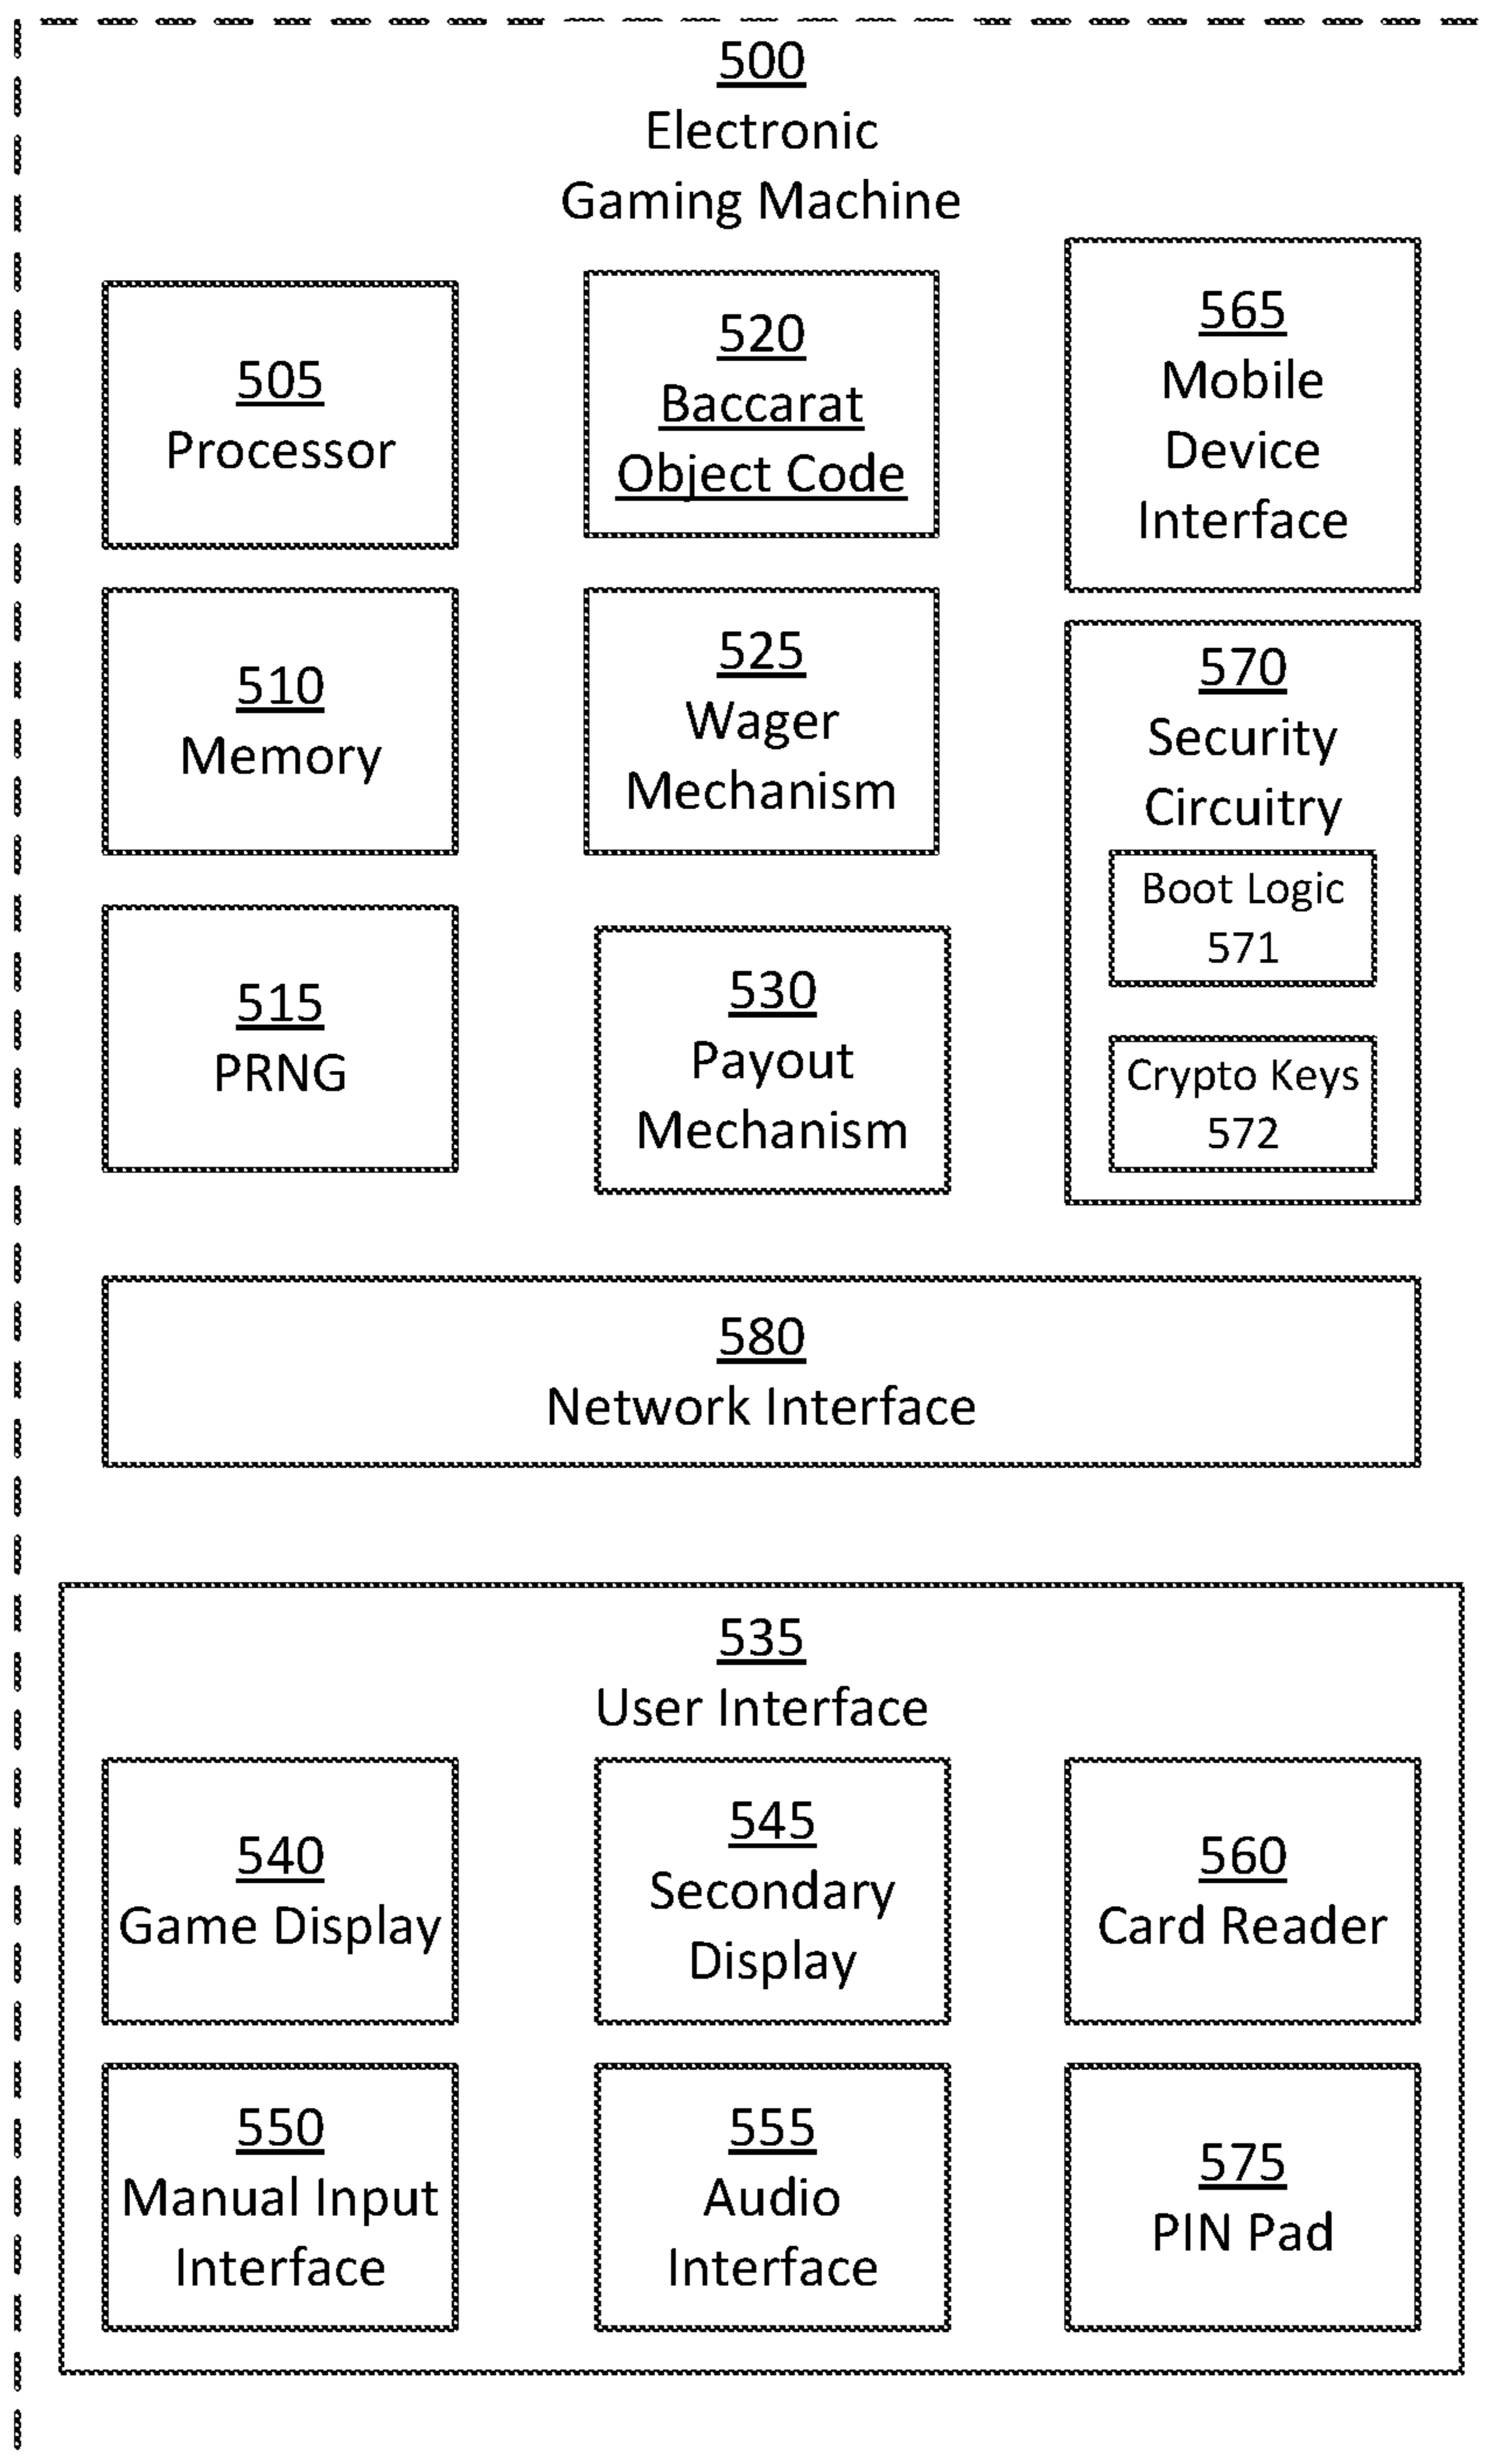 500
Electronic
Gaming Machine
505
Processor
520
Baccarat
Object Code
565
Mobile
Device
Interface
510
Memory
525
Wager
Mechanism
570
Security
Circuitry
Boot Logic
571
Crypto Keys
572
515
PRNG
530
Payout
Mechanism
580
Network Interface
535
User Interface
540
Game Display
545
Secondary
Display
560
Card Reader
550
Manual Input
Interface
555
Audio
Interface
575
PIN Pad